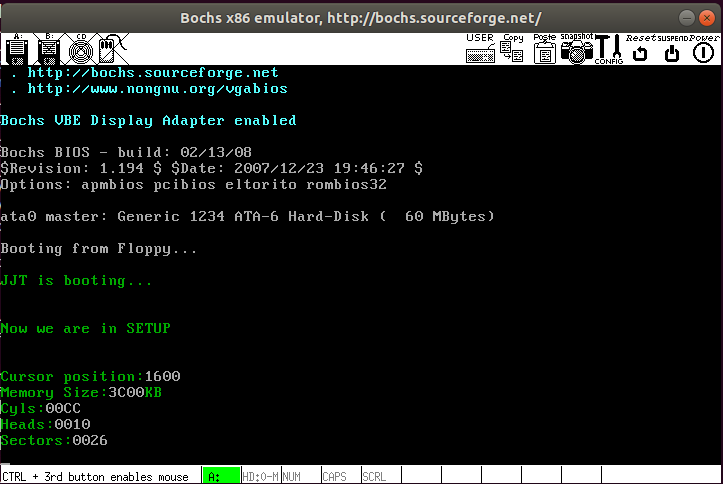 Bochs x86 emulator, http://bochs.sourceforge.net/
A: B: CD USER Copy Paste snapshot CONFIG Reset SUSPEND Power
. http://bochs.sourceforge.net
. http://www.nongnu.org/vgabios
Bochs VBE Display Adapter enabled
Bochs BIOS - build: 02/13/08
$Revision: 1.194 $ $Date: 2007/12/23 19:46:27 $
Options: apmbios pcibios eltorito rombios32
ata0 master: Generic 1234 ATA-6 Hard-Disk (  60 MBytes)
Booting from Floppy...
JJT is booting...
Now we are in SETUP
Cursor position:1600
Memory Size:3C00KB
Cyls:00CC
Heads:0010
Sectors:0026
CTRL + 3rd button enables mouse A: HD:0-M NUM CAPS SCRL